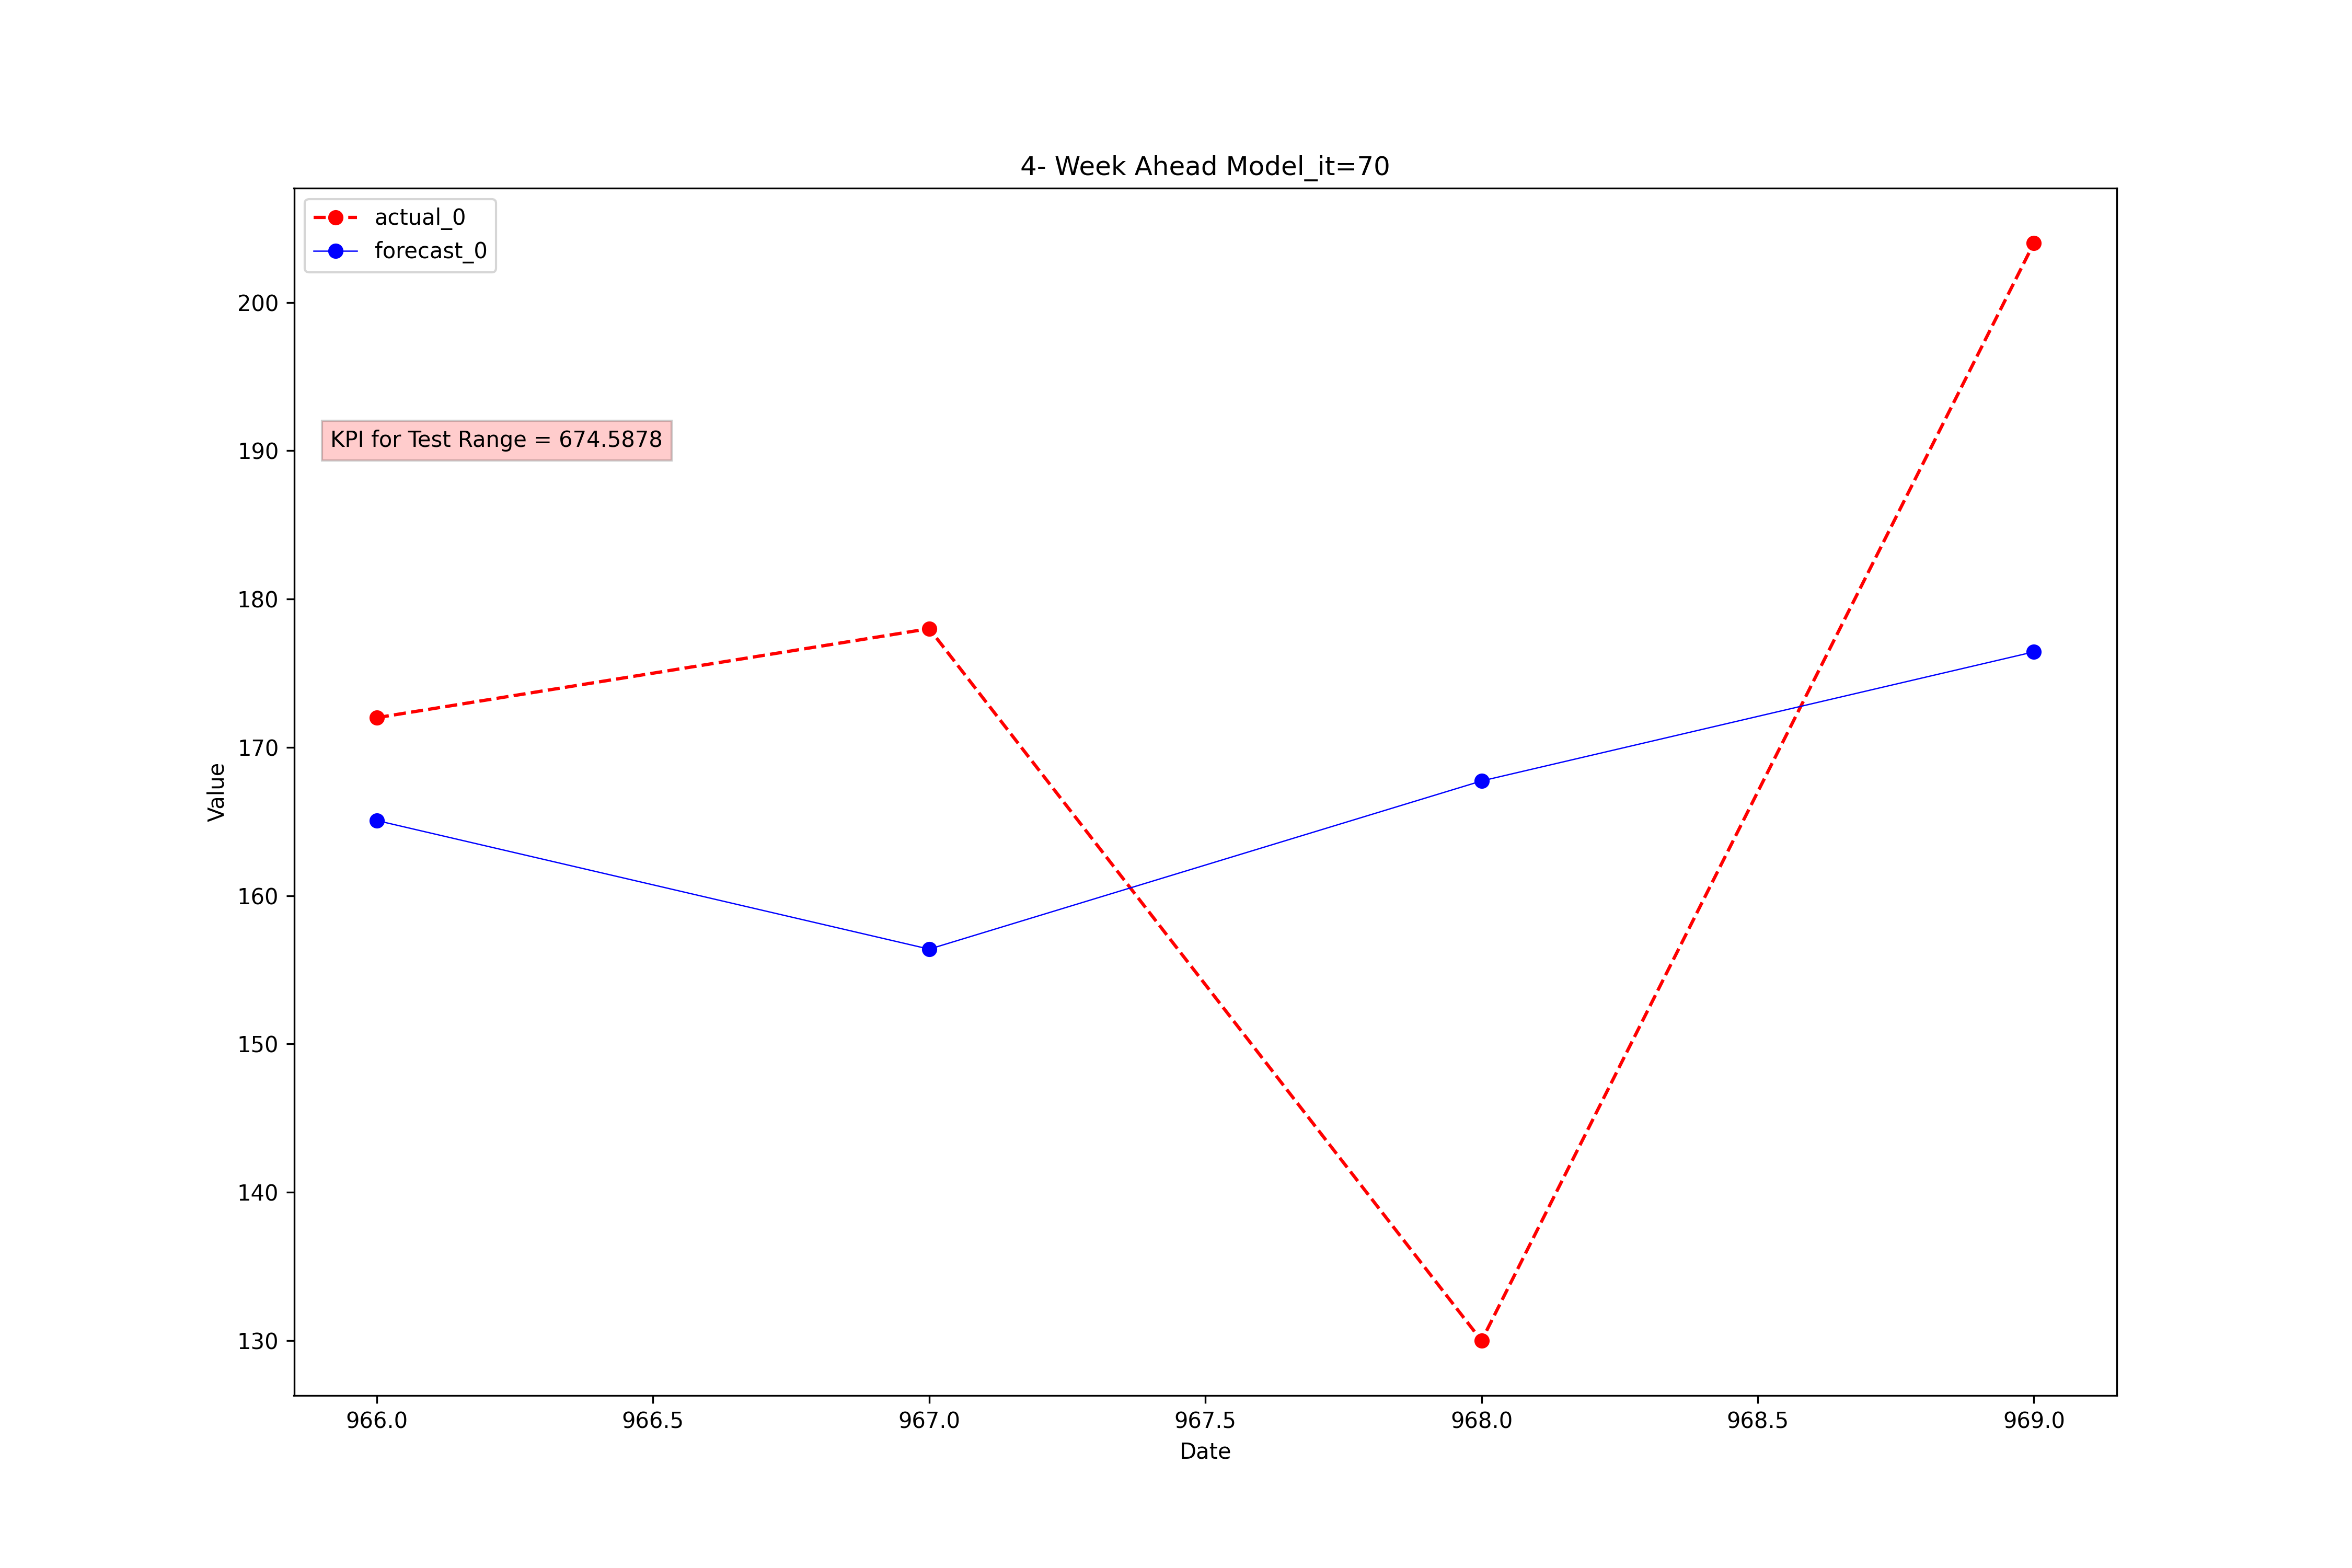 4- Week Ahead Model_it=70
actual_0
forecast_0
KPI for Test Range = 674.5878
200
190
180
170
160
150
140
130
Value
966.0 966.5 967.0 967.5 968.0 968.5 969.0
Date